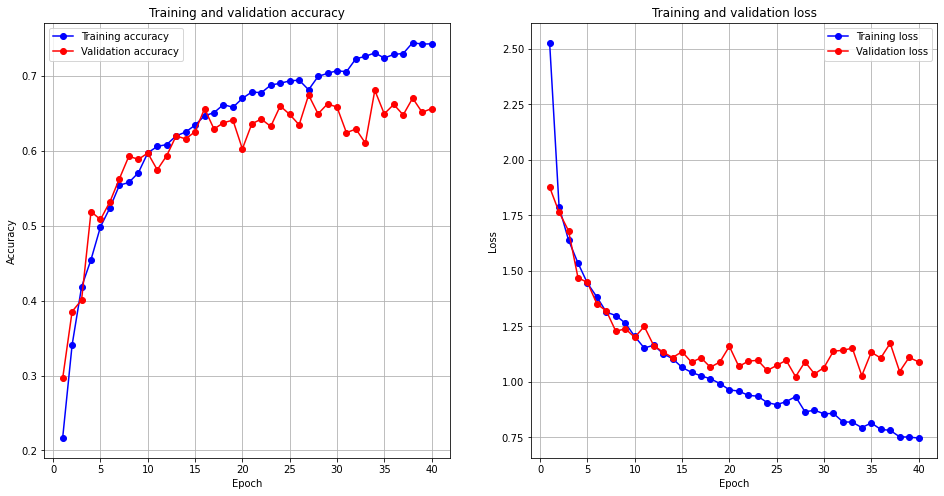 Training and validation accuracy
Training accuracy
Validation accuracy
0.7
0.6
0.5
0.4
0.3
0.2
Accuracy
0 5 10 15 20 25 30 35 40
Epoch
Training and validation loss
Training loss
Validation loss
2.50
2.25
2.00
1.75
1.50
1.25
1.00
0.75
Loss
0 5 10 15 20 25 30 35 40
Epoch